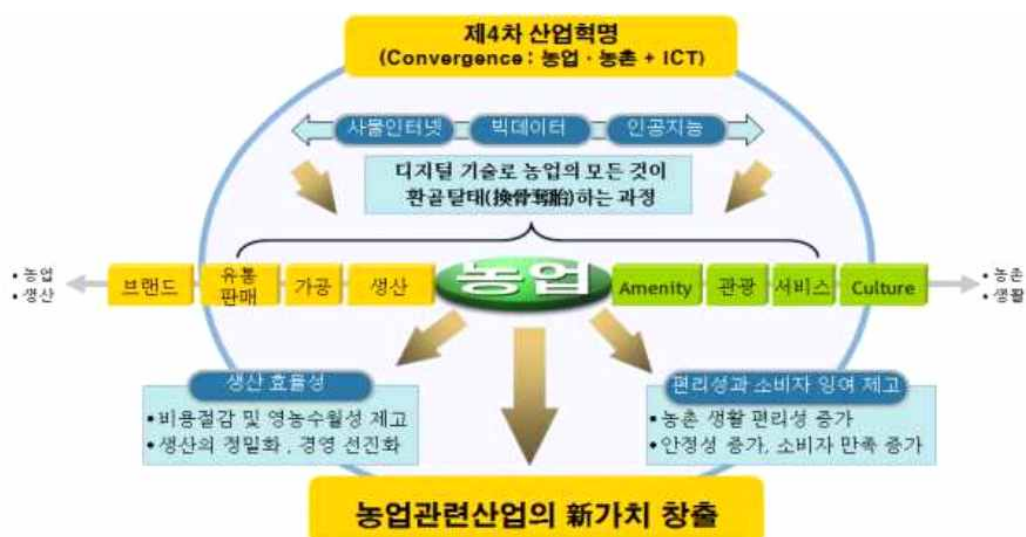 제4차 산업혁명
(Convergence : 농업 · 농촌 + ICT)
사물인터넷
빅데이터
인공지능
디지털 기술로 농업의 모든 것이
환골탈태(換骨奪胎)하는 과정
• 농업
• 생산
브랜드
유통
판매
가공
생산
농업
Amenity
관광
서비스
Culture
• 농촌
• 생활
생산 효율성
• 비용절감 및 영농수월성 제고
• 생산의 정밀화 , 경영 선진화
편리성과 소비자 잉여 제고
• 농촌 생활 편리성 증가
• 안정성 증가, 소비자 만족 증가
농업관련산업의 新가치 창출